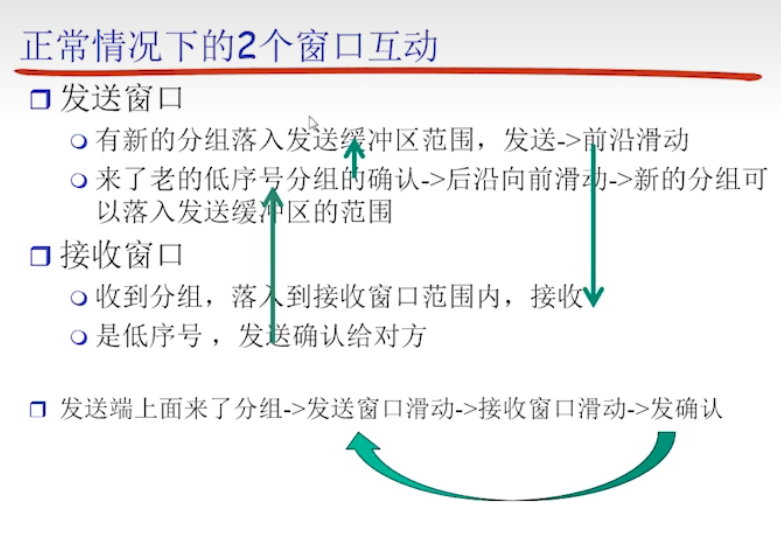 正常情况下的2个窗口互动
发送窗口
有新的分组落入发送缓冲区范围，发送->前沿滑动
来了老的低序号分组的确认->后沿向前滑动->新的分组可
以落入发送缓冲区的范围
接收窗口
收到分组，落入到接收窗口范围内，接收
是低序号，发送确认给对方
发送端上面来了分组->发送窗口滑动->接收窗口滑动->发确认